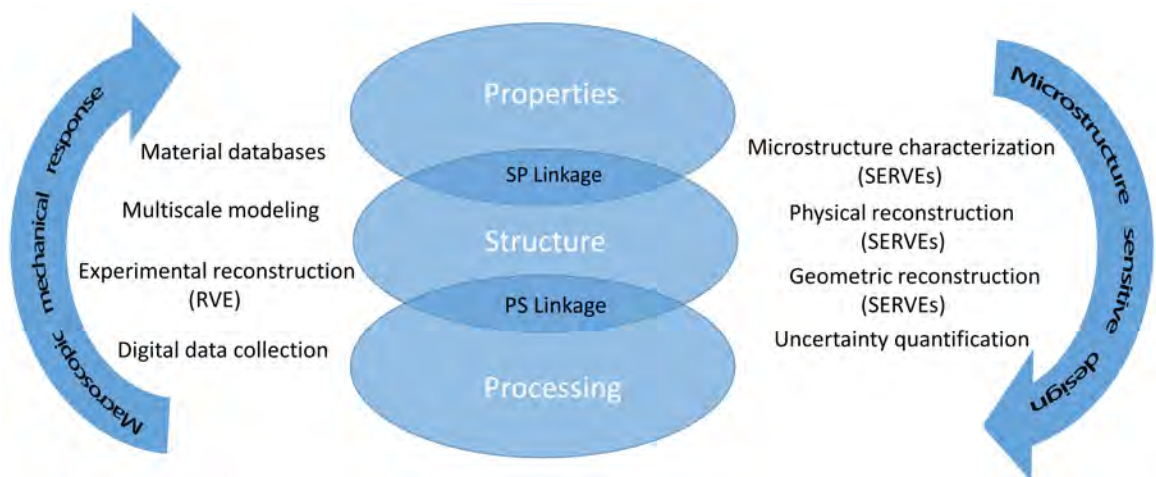 Macroscopic mechanical response
Material databases
Multiscale modeling
Experimental reconstruction
(RVE)
Digital data collection
Properties
SP Linkage
Structure
PS Linkage
Processing
Microstructure characterization
(SERVEs)
Physical reconstruction
(SERVEs)
Geometric reconstruction
(SERVEs)
Uncertainty quantification
Microstructure sensitive design